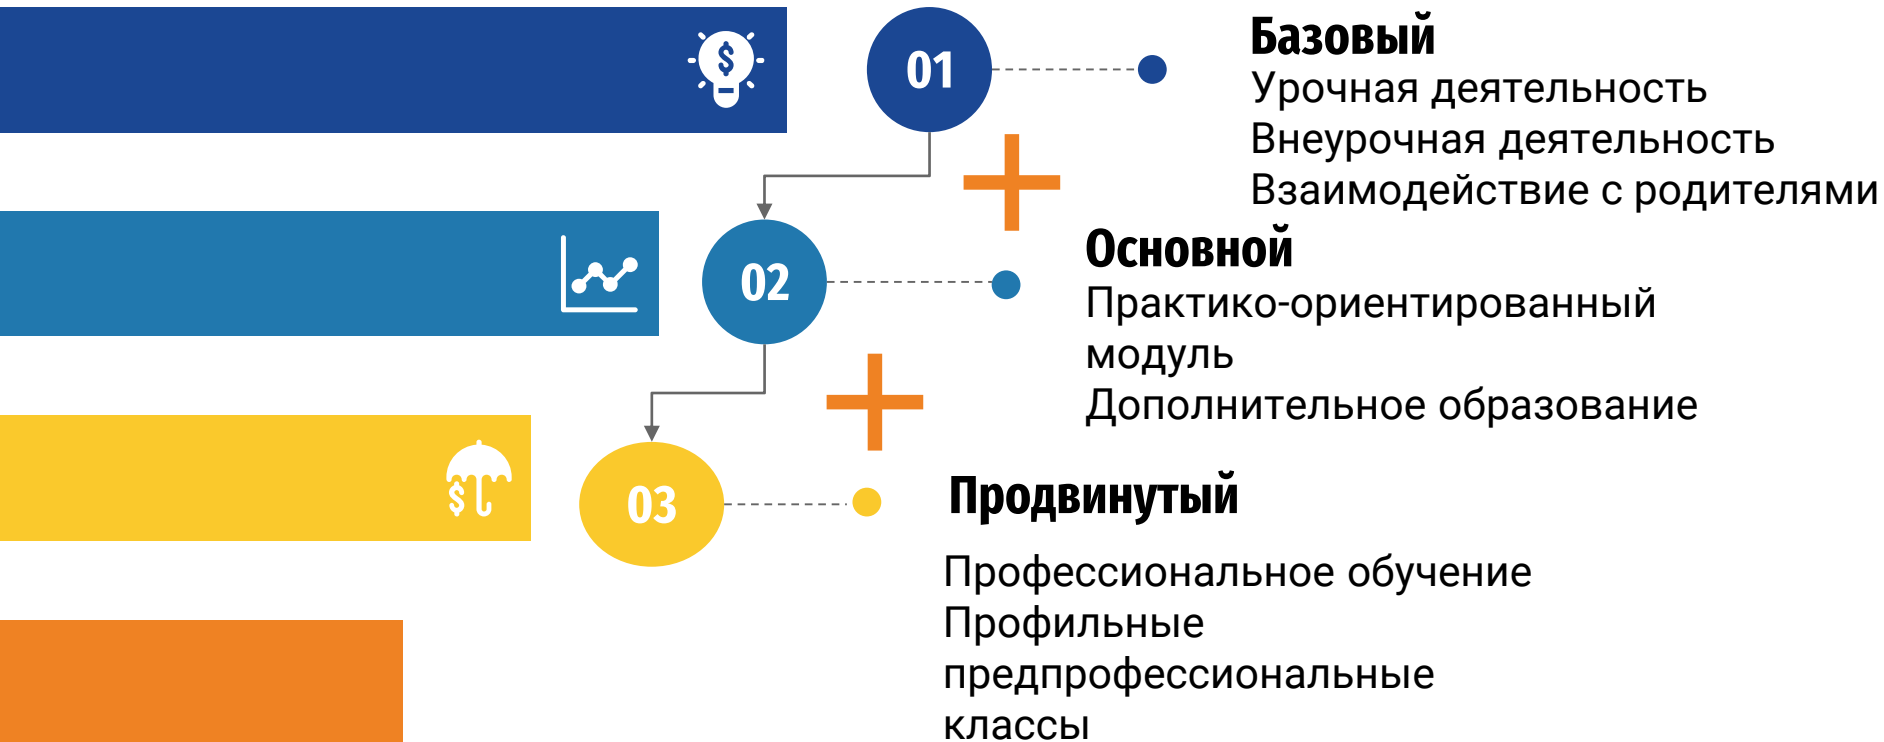 01
Базовый
Урочная деятельность
Внеурочная деятельность
Взаимодействие с родителями
02
Основной
Практико-ориентированный
модуль
Дополнительное образование
03
Продвинутый
Профессиональное обучение
Профильные
предпрофессиональные
классы